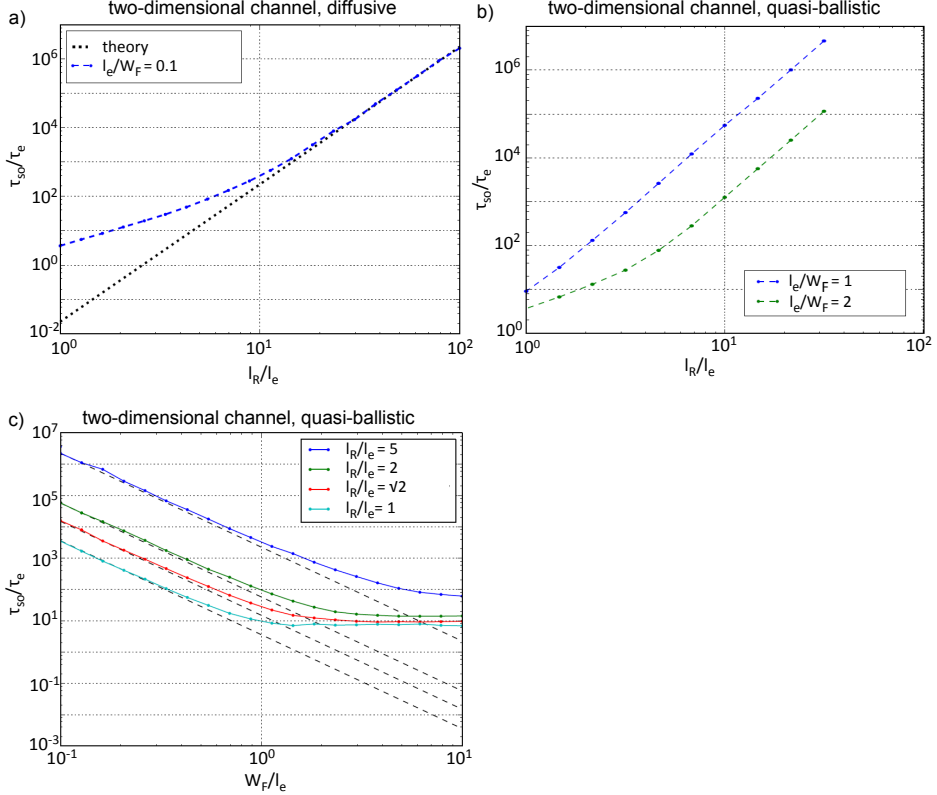 a)
two-dimensional channel, diffusive
theory
l_e/W_F = 0.1
10^6
10^4
10^2
10^0
10^-2
τ_so/τ_e
10^0
10^1
10^2
l_R/l_e
b)
two-dimensional channel, quasi-ballistic
10^6
10^4
10^2
10^0
τ_so/τ_e
l_e/W_F = 1
l_e/W_F = 2
10^0
10^1
10^2
l_R/l_e
c)
two-dimensional channel, quasi-ballistic
10^7
10^5
10^3
10^1
10^-1
10^-3
τ_so/τ_e
l_R/l_e = 5
l_R/l_e = 2
l_R/l_e = √2
l_R/l_e = 1
10^-1
10^0
10^1
W_F/l_e